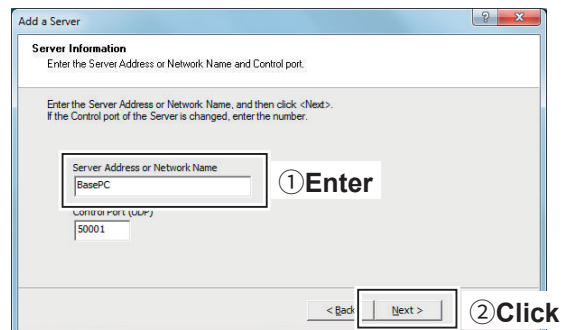 Add a Server
Server Information
Enter the Server Address or Network Name and Control port.
Enter the Server Address or Network Name, and then click <Next>.
If the Control port of the Server is changed, enter the number.
Server Address or Network Name
BasePC
①Enter
Control Port (UDP)
50001
< Back
Next >
②Click